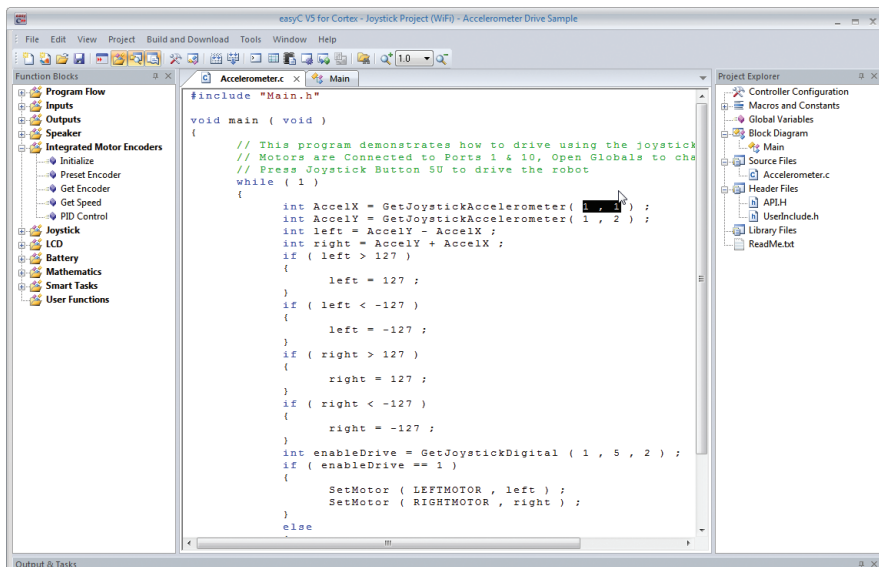 easyC V5 for Cortex - Joystick Project (WiFi) - Accelerometer Drive Sample
File Edit View Project Build and Download Tools Window Help
1.0
Function Blocks
Program Flow
Inputs
Outputs
Speaker
Integrated Motor Encoders
Initialize
Preset Encoder
Get Encoder
Get Speed
PID Control
Joystick
LCD
Battery
Mathematics
Smart Tasks
User Functions
Accelerometer.c Main
#include "Main.h"
void main ( void )
{
// This program demonstrates how to drive using the joystick
// Motors are Connected to Ports 1 & 10, Open Globals to cha
// Press Joystick Button 5U to drive the robot
while ( 1 )
{
int AccelX = GetJoystickAccelerometer( 1 , 1 ) ;
int AccelY = GetJoystickAccelerometer( 1 , 2 ) ;
int left = AccelY - AccelX ;
int right = AccelY + AccelX ;
if ( left > 127 )
{
left = 127 ;
}
if ( left < -127 )
{
left = -127 ;
}
if ( right > 127 )
{
right = 127 ;
}
if ( right < -127 )
{
right = -127 ;
}
int enableDrive = GetJoystickDigital ( 1 , 5 , 2 ) ;
if ( enableDrive == 1 )
{
SetMotor ( LEFTMOTOR , left ) ;
SetMotor ( RIGHTMOTOR , right ) ;
}
else
Project Explorer
Controller Configuration
Macros and Constants
Global Variables
Block Diagram
Main
Source Files
Accelerometer.c
Header Files
API.H
UserInclude.h
Library Files
ReadMe.txt
Output & Tasks